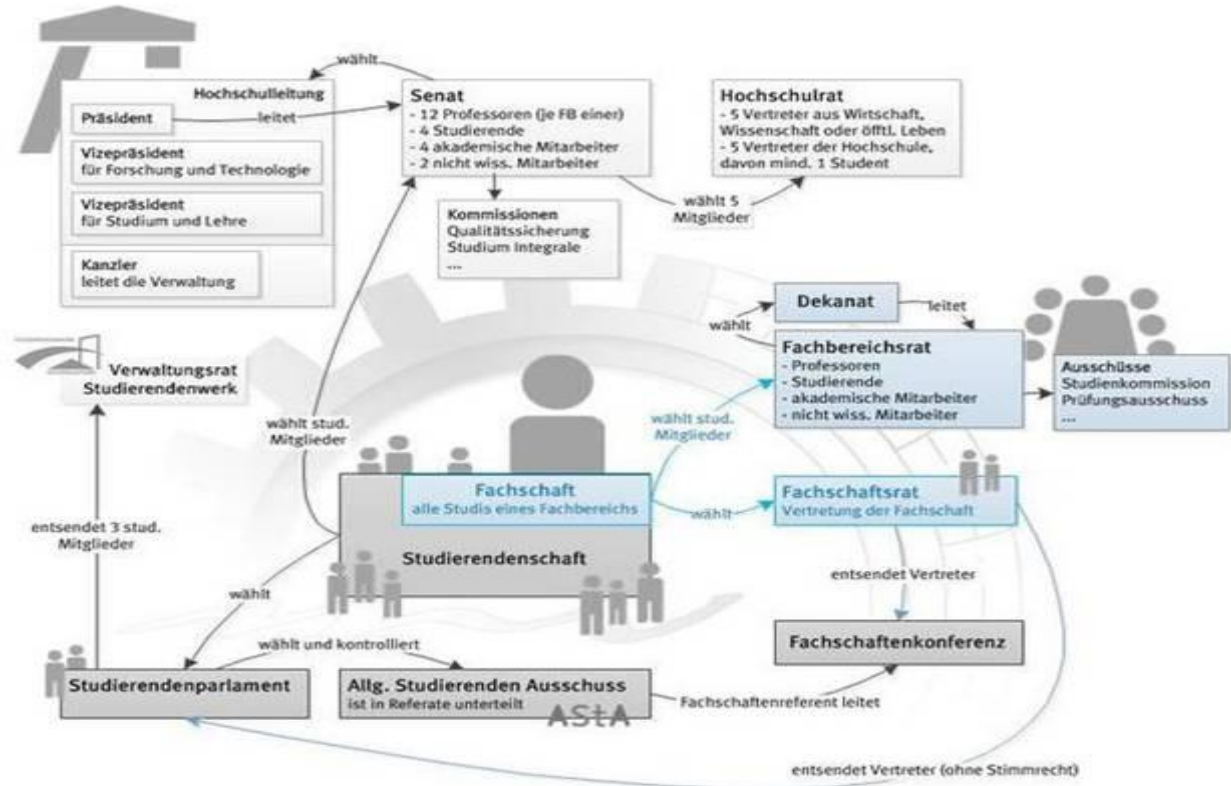 wählt
Hochschulleitung
Präsident
leitet
Vizepräsident
für Forschung und Technologie
Vizepräsident
für Studium und Lehre
Kanzler
leitet die Verwaltung
Senat
- 12 Professoren (je FB einer)
- 4 Studierende
- 4 akademische Mitarbeiter
- 2 nicht wiss. Mitarbeiter
Hochschulrat
- 5 Vertreter aus Wirtschaft,
Wissenschaft oder öfftl. Leben
- 5 Vertreter der Hochschule,
davon mind. 1 Student
wählt 5
Mitglieder
Kommissionen
Qualitätssicherung
Studium Integrale
...
Dekanat
wählt
leitet
Fachbereichsrat
- Professoren
- Studierende
- akademische Mitarbeiter
- nicht wiss. Mitarbeiter
Ausschüsse
Studienkommission
Prüfungsausschuss
...
Verwaltungsrat
Studierendenwerk
wählt stud.
Mitglieder
wählt stud.
Mitglieder
Fachschaft
alle Studis eines Fachbereichs
wählt
Fachschaftsrat
Vertretung der Fachschaft
entsendet 3 stud.
Mitglieder
Studierendenschaft
entsendet Vertreter
wählt
wählt und kontrolliert
Fachschaftenkonferenz
Studierendenparlament
Allg. Studierenden Ausschuss
ist in Referate unterteilt
AStA
Fachschaftenreferent leitet
entsendet Vertreter (ohne Stimmrecht)